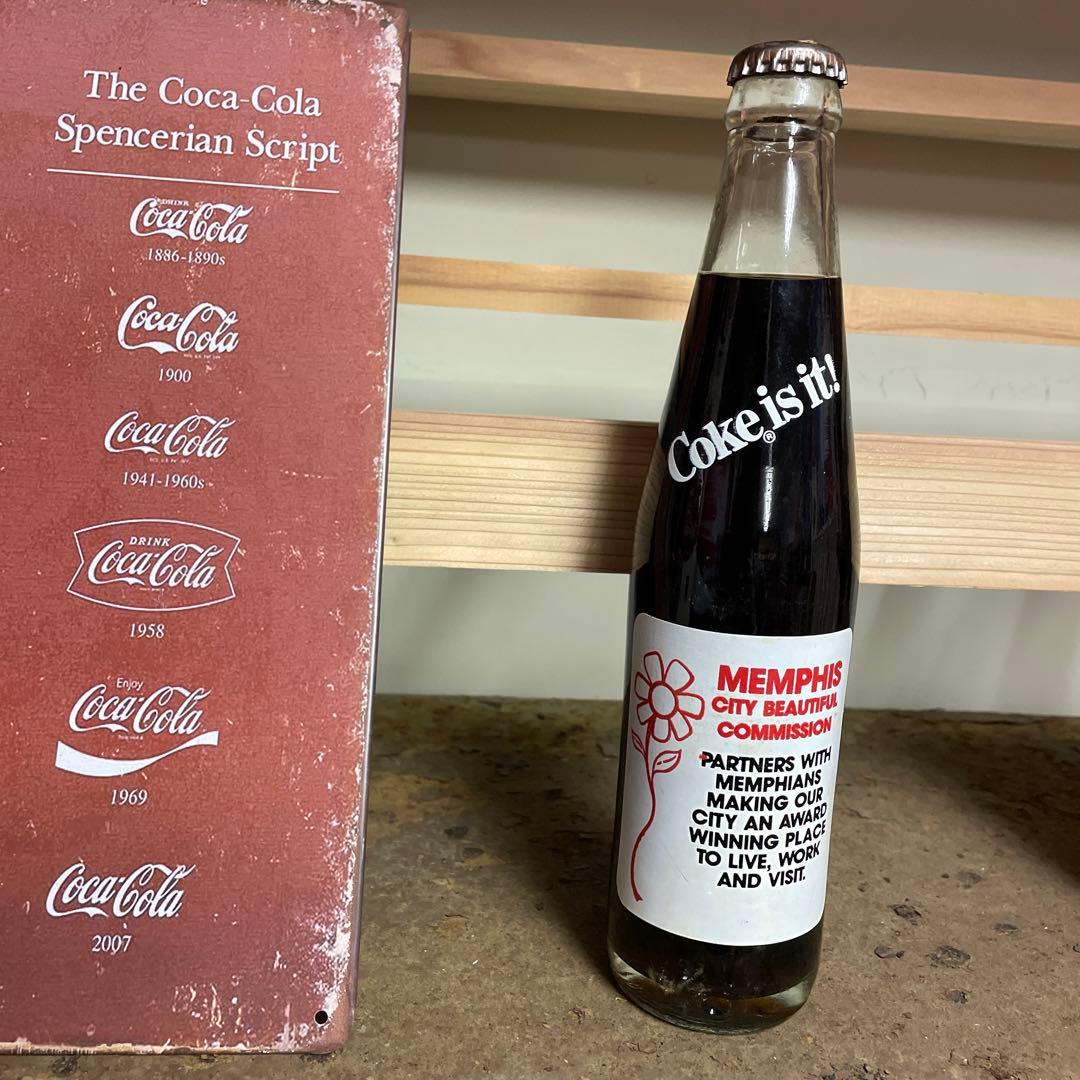 The Coca-Cola
Spencerian Script
DRINK
Coca-Cola
1886-1890s
Coca-Cola
1900
Coca-Cola
1941-1960s
DRINK
Coca-Cola
1958
Enjoy
Coca-Cola
1969
Coca-Cola
2007
Coke is it!
®
MEMPHIS
CITY BEAUTIFUL
COMMISSION
PARTNERS WITH
MEMPHIANS
MAKING OUR
CITY AN AWARD
WINNING PLACE
TO LIVE, WORK
AND VISIT.